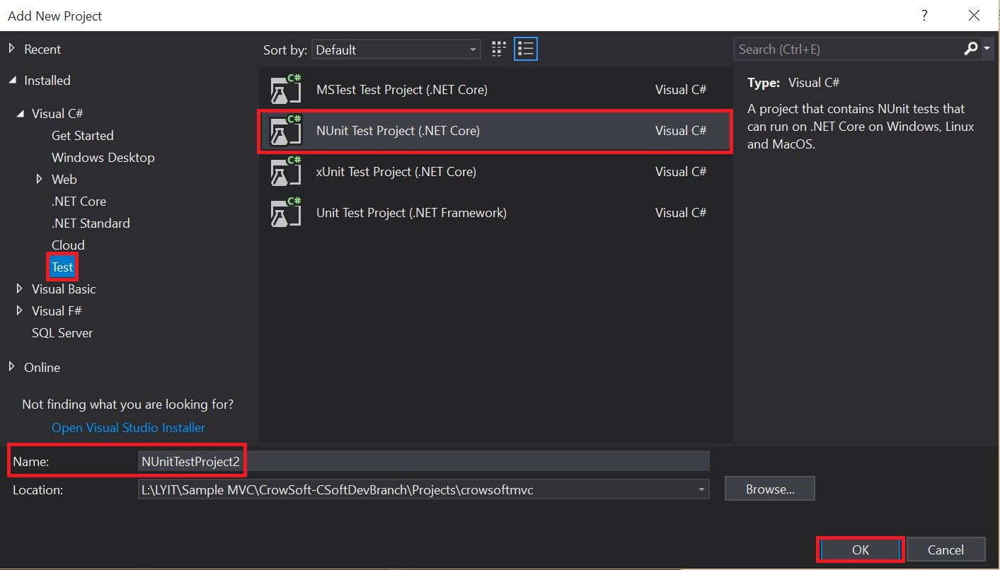 Add New Project
?
Recent
Installed
Visual C#
Get Started
Windows Desktop
Web
.NET Core
.NET Standard
Cloud
Test
Visual Basic
Visual F#
SQL Server
Online
Not finding what you are looking for?
Open Visual Studio Installer
Sort by: Default
C# MSTest Test Project (.NET Core) Visual C#
C# NUnit Test Project (.NET Core) Visual C#
C# xUnit Test Project (.NET Core) Visual C#
C# Unit Test Project (.NET Framework) Visual C#
Search (Ctrl+E)
Type: Visual C#
A project that contains NUnit tests that
can run on .NET Core on Windows, Linux
and MacOS.
Name: NUnitTestProject2
Location: L:\LYIT\Sample MVC\CrowSoft-CSoftDevBranch\Projects\crowsoftmvc
Browse...
OK Cancel